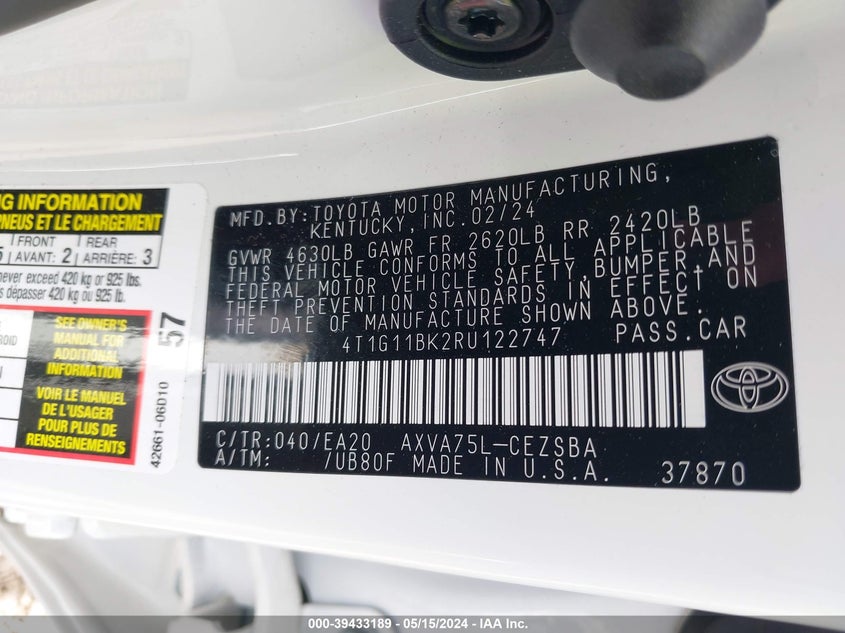 NG INFORMATION
PNEUS ET LE CHARGEMENT
5 FRONT AVANT: 2 REAR ARRIÈRE: 3
never exceed 420 kg or 925 lbs.
s dépasser 420 kg ou 925 lb.
SEE OWNER'S
MANUAL FOR
ADDITIONAL
INFORMATION
VOIR LE MANUEL
DE L'USAGER
POUR PLUS DE
RENSEIGNEMENTS
57
42661-06D10
MFD.BY:TOYOTA MOTOR MANUFACTURING,
KENTUCKY,INC.02/24
GVWR 4630LB GAWR FR 2620LB RR 2420LB
THIS VEHICLE CONFORMS TO ALL APPLICABLE
FEDERAL MOTOR VEHICLE SAFETY,BUMPER,AND
THEFT PREVENTION STANDARDS IN EFFECT ON
THE DATE OF MANUFACTURE SHOWN ABOVE.
4T1G11BK2RU122747 PASS.CAR
C/TR:040/EA20 AXVA75L-CEZSBA
A/TM: /UB80F MADE IN U.S.A. 37870
000-39433189 - 05/15/2024 - IAA Inc.